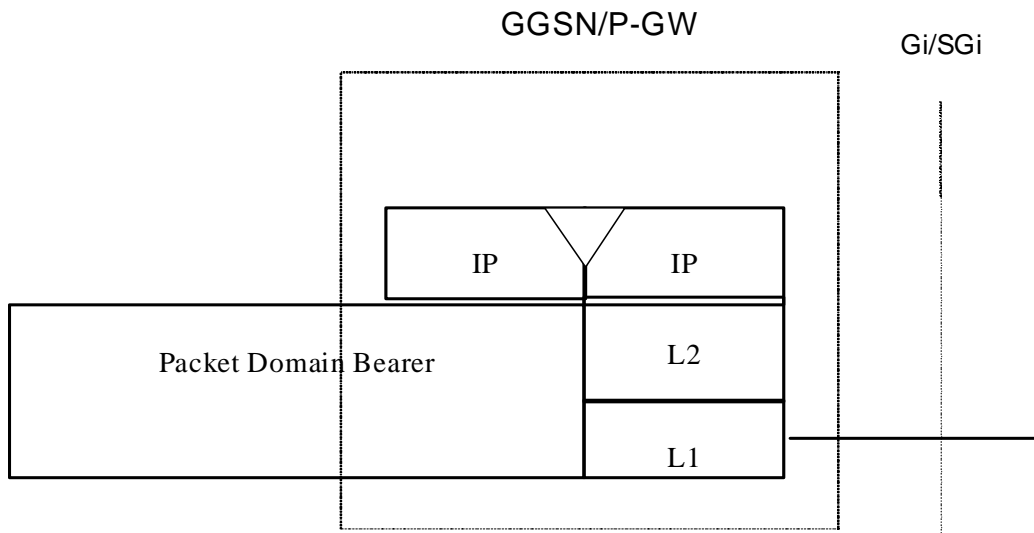 GGSN/P-GW
Gi/SGi
IP
IP
Packet Domain Bearer
L2
L1